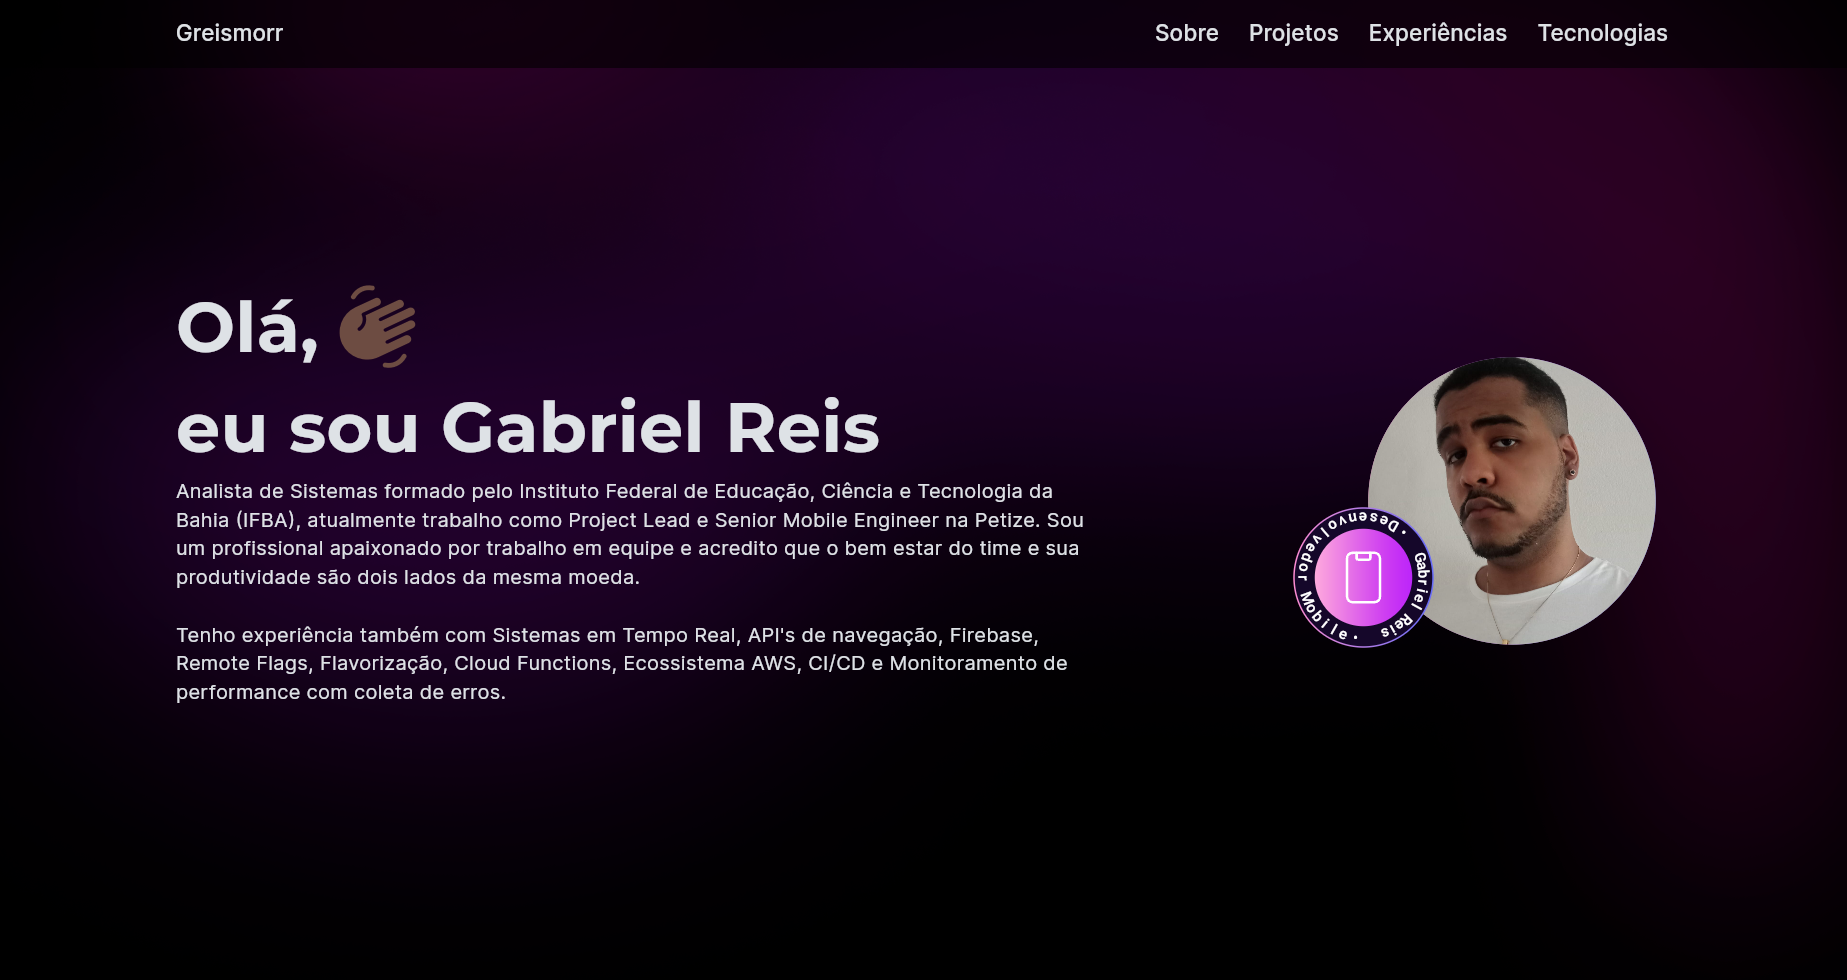 Greismorr
Sobre Projetos Experiências Tecnologias
Olá,
eu sou Gabriel Reis
Analista de Sistemas formado pelo Instituto Federal de Educação, Ciência e Tecnologia da
Bahia (IFBA), atualmente trabalho como Project Lead e Senior Mobile Engineer na Petize. Sou
um profissional apaixonado por trabalho em equipe e acredito que o bem estar do time e sua
produtividade são dois lados da mesma moeda.
Tenho experiência também com Sistemas em Tempo Real, API's de navegação, Firebase,
Remote Flags, Flavorização, Cloud Functions, Ecossistema AWS, CI/CD e Monitoramento de
performance com coleta de erros.
Gabriel Reis • Desenvolvedor Mobile •